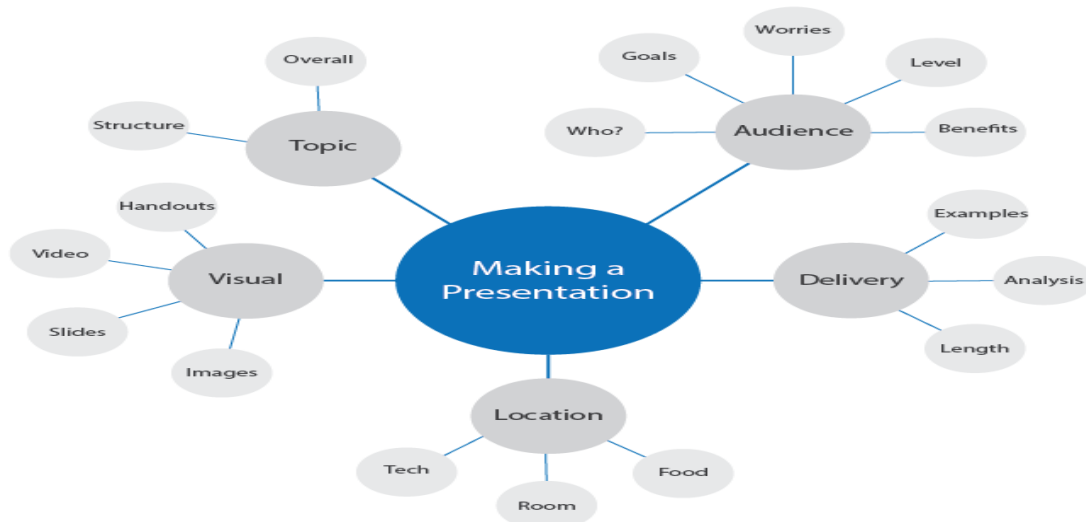 Making a
Presentation
Topic
Overall
Structure
Audience
Who?
Goals
Worries
Level
Benefits
Delivery
Examples
Analysis
Length
Location
Tech
Room
Food
Visual
Handouts
Video
Slides
Images